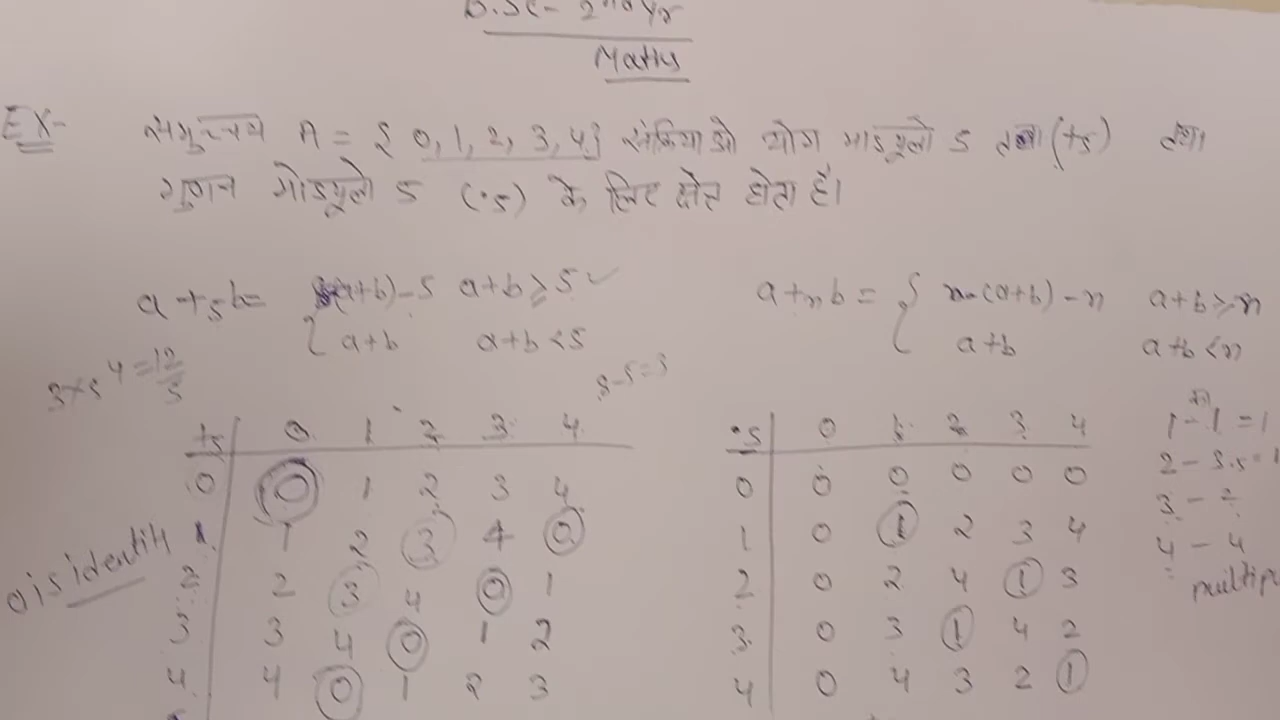 B.Sc - 2nd Yr
Maths
Ex- समुच्चय A = { 0, 1, 2, 3, 4} संक्रियाओ योग माड्यूलो 5 (+5) तथा
गुणन मोड्यूलो 5 (·5) के लिए क्षेत्र होता है।
a +5 b = { (a+b) - 5 a+b ≥ 5 ✓
a+b a+b < 5
a +n b = { (a+b) - n a+b ≥ n
a+b a+b < n
3 ×5 4 = 12/5
8-5=3
+5 0 1 2 3 4
0 0 1 2 3 4
1 1 2 3 4 0
2 2 3 4 0 1
3 3 4 0 1 2
4 4 0 1 2 3
0 is identity
·5 0 1 2 3 4
0 0 0 0 0 0
1 0 1 2 3 4
2 0 2 4 1 3
3 0 3 1 4 2
4 0 4 3 2 1
1 - 1 = 1
2 - 3·5 = 1
3 - 2
4 - 4